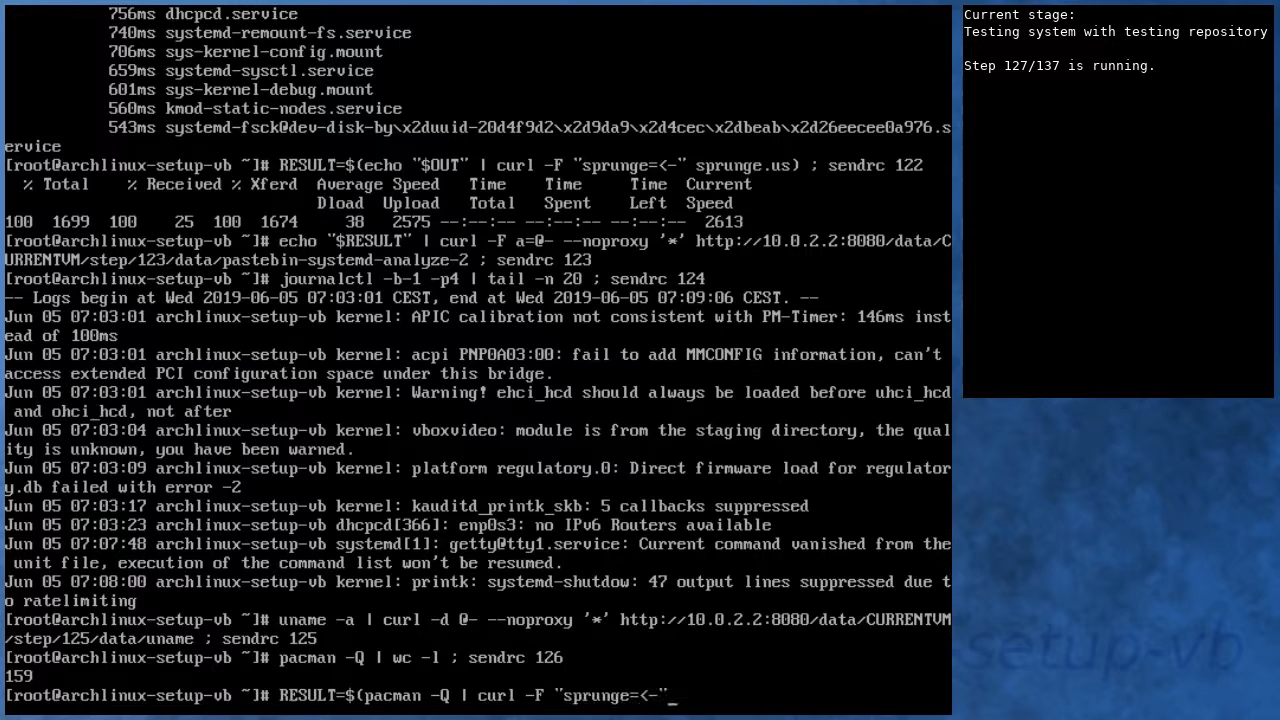 756ms dhcpcd.service
740ms systemd-remount-fs.service
706ms sys-kernel-config.mount
659ms systemd-sysctl.service
601ms sys-kernel-debug.mount
560ms kmod-static-nodes.service
543ms systemd-fsck@dev-disk-by\x2duuid-20d4f9d2\x2d9da9\x2d4cec\x2dbeab\x2d26eecee0a976.s
ervice
[root@archlinux-setup-vb ~]# RESULT=$(echo "$OUT" | curl -F "sprunge=<-" sprunge.us) ; sendrc 122
% Total    % Received % Xferd  Average Speed   Time    Time     Time  Current
Dload  Upload   Total   Spent    Left  Speed
100  1699  100    25  100  1674     38   2575 --:--:-- --:--:-- --:--:--  2613
[root@archlinux-setup-vb ~]# echo "$RESULT" | curl -F a=@- --noproxy '*' http://10.0.2.2:8080/data/C
URRENTVM/step/123/data/pastebin-systemd-analyze-2 ; sendrc 123
[root@archlinux-setup-vb ~]# journalctl -b-1 -p4 | tail -n 20 ; sendrc 124
-- Logs begin at Wed 2019-06-05 07:03:01 CEST, end at Wed 2019-06-05 07:09:06 CEST. --
Jun 05 07:03:01 archlinux-setup-vb kernel: APIC calibration not consistent with PM-Timer: 146ms inst
ead of 100ms
Jun 05 07:03:01 archlinux-setup-vb kernel: acpi PNP0A03:00: fail to add MMCONFIG information, can't
access extended PCI configuration space under this bridge.
Jun 05 07:03:01 archlinux-setup-vb kernel: Warning! ehci_hcd should always be loaded before uhci_hcd
and ohci_hcd, not after
Jun 05 07:03:04 archlinux-setup-vb kernel: vboxvideo: module is from the staging directory, the qual
ity is unknown, you have been warned.
Jun 05 07:03:09 archlinux-setup-vb kernel: platform regulatory.0: Direct firmware load for regulator
y.db failed with error -2
Jun 05 07:03:17 archlinux-setup-vb kernel: kauditd_printk_skb: 5 callbacks suppressed
Jun 05 07:03:23 archlinux-setup-vb dhcpcd[366]: enp0s3: no IPv6 Routers available
Jun 05 07:07:48 archlinux-setup-vb systemd[1]: getty@tty1.service: Current command vanished from the
unit file, execution of the command list won't be resumed.
Jun 05 07:08:00 archlinux-setup-vb kernel: printk: systemd-shutdow: 47 output lines suppressed due t
o ratelimiting
[root@archlinux-setup-vb ~]# uname -a | curl -d @- --noproxy '*' http://10.0.2.2:8080/data/CURRENTVM
/step/125/data/uname ; sendrc 125
[root@archlinux-setup-vb ~]# pacman -Q | wc -l ; sendrc 126
159
[root@archlinux-setup-vb ~]# RESULT=$(pacman -Q | curl -F "sprunge=<-"_
Current stage:
Testing system with testing repository
Step 127/137 is running.
setup-vb